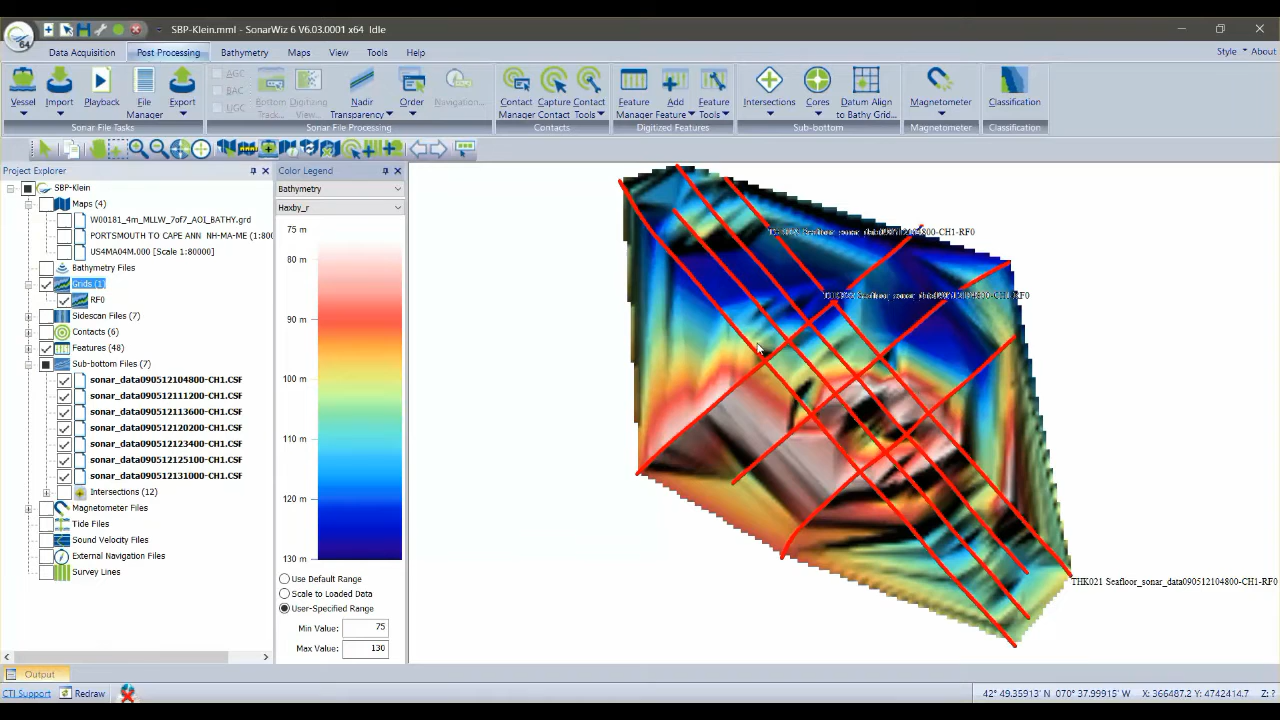 SBP-Klein.mml - SonarWiz 6 V6.03.0001 x64 Idle
64
Data Acquisition
Post Processing
Bathymetry
Maps
View
Tools
Help
Style
About
Vessel
Import
Playback
File Manager
Export
AGC
BAC
UGC
Bottom Track...
Digitizing View...
Nadir Transparency
Order
Navigation...
Contact Manager
Capture Contact
Contact Tools
Feature Manager
Add Feature
Feature Tools
Intersections
Cores
Datum Align to Bathy Grid...
Magnetometer
Classification
Sonar File Tasks
Sonar File Processing
Contacts
Digitized Features
Sub-bottom
Magnetometer
Classification
Project Explorer
SBP-Klein
Maps (4)
W00181_4m_MLLW_7of7_AOI_BATHY.grd
PORTSMOUTH TO CAPE ANN NH-MA-ME (1:800
US4MA04M.000 [Scale 1:80000]
Bathymetry Files
Grids (1)
RF0
Sidescan Files (7)
Contacts (6)
Features (48)
Sub-bottom Files (7)
sonar_data090512104800-CH1.CSF
sonar_data090512111200-CH1.CSF
sonar_data090512113600-CH1.CSF
sonar_data090512120200-CH1.CSF
sonar_data090512123400-CH1.CSF
sonar_data090512125100-CH1.CSF
sonar_data090512131000-CH1.CSF
Intersections (12)
Magnetometer Files
Tide Files
Sound Velocity Files
External Navigation Files
Survey Lines
Color Legend
Bathymetry
Haxby_r
75 m
80 m
90 m
100 m
110 m
120 m
130 m
Use Default Range
Scale to Loaded Data
User-Specified Range
Min Value: 75
Max Value: 130
THK021 Seafloor_sonar_data090512104800-CH1-RF0
Output
CTI Support
Redraw
42° 49.35913' N 070° 37.99915' W X: 366487.2 Y: 4742414.7 Z: ?